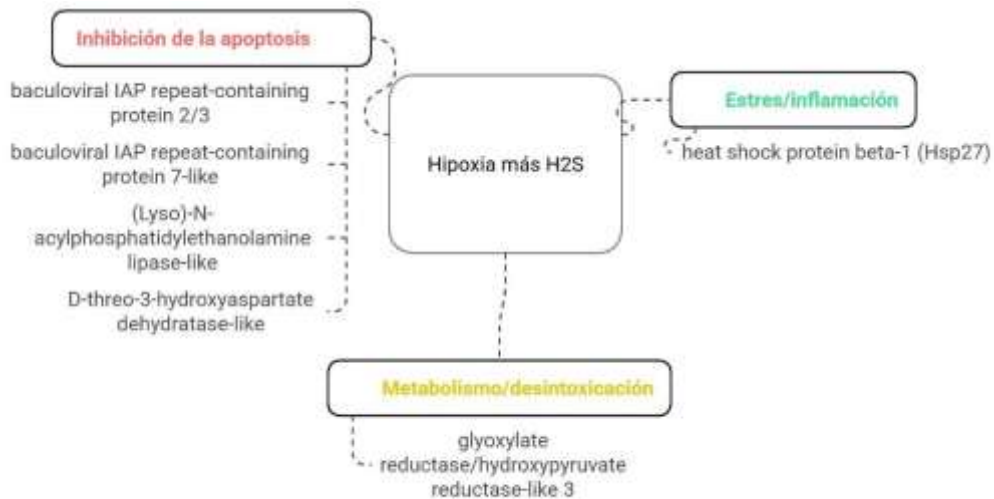 Inhibición de la apoptosis
baculoviral IAP repeat-containing
protein 2/3
baculoviral IAP repeat-containing
protein 7-like
(Lyso)-N-
acylphosphatidylethanolamine
lipase-like
D-threo-3-hydroxyaspartate
dehydratase-like
Hipoxia más H2S
Estres/inflamación
heat shock protein beta-1 (Hsp27)
Metabolismo/desintoxicación
glyoxylate
reductase/hydroxypyruvate
reductase-like 3